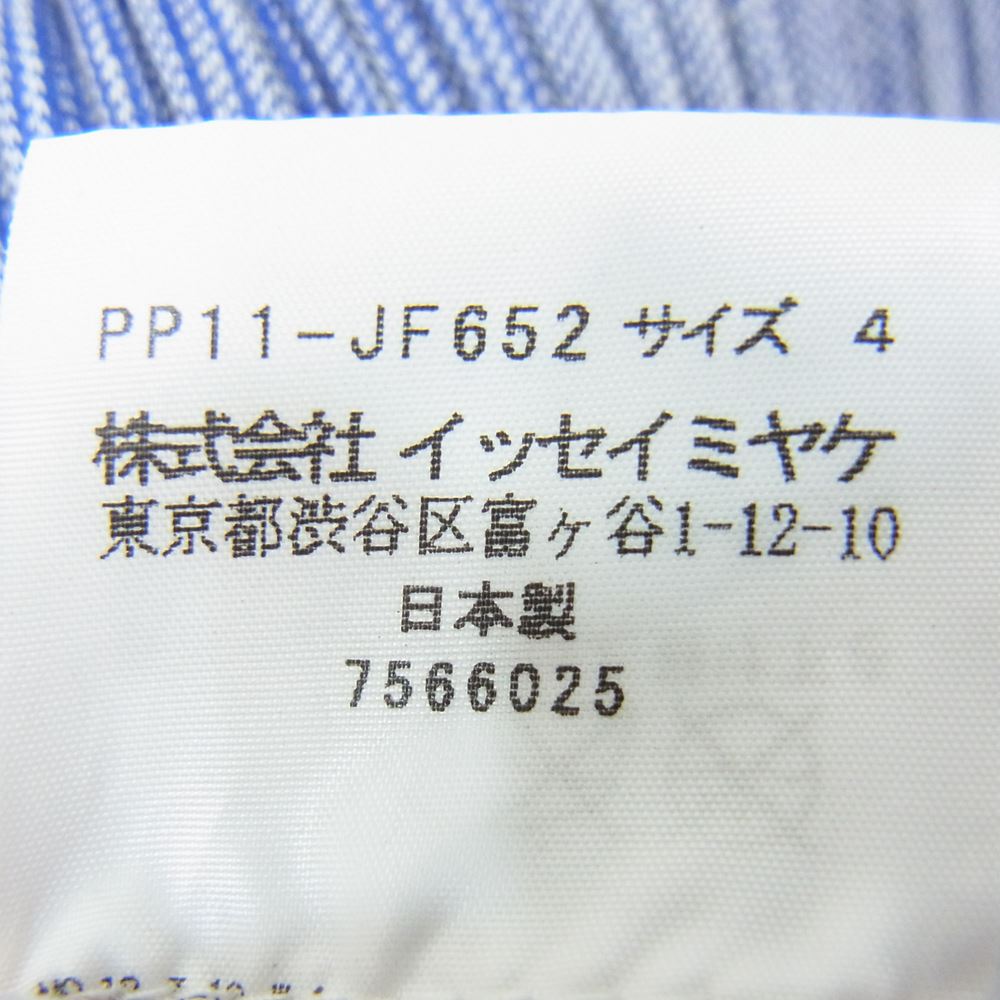 PP11-JF652 サイズ 4
株式会社 イッセイミヤケ
東京都渋谷区富ヶ谷1-12-10
日本製
7566025